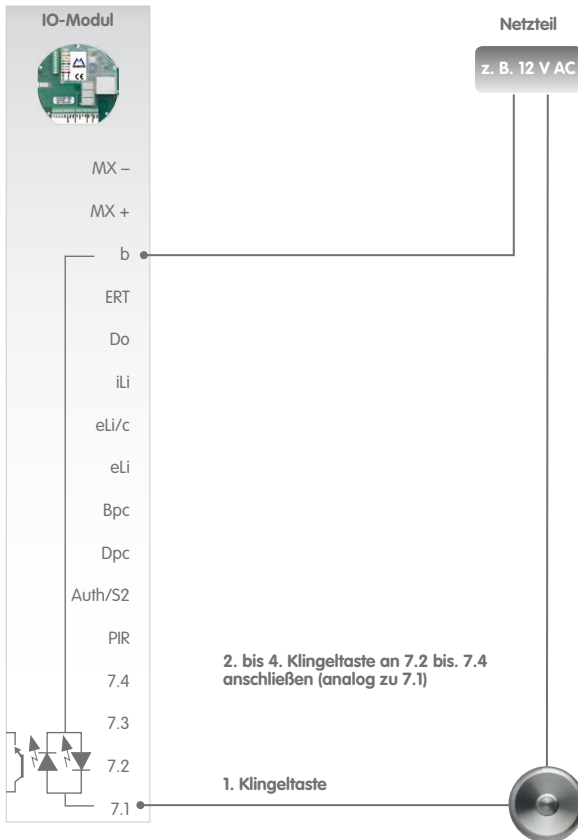 IO-Modul
Netzteil
z. B. 12 V AC
MX –
MX +
b
ERT
Do
iLi
eLi/c
eLi
Bpc
Dpc
Auth/S2
PIR
7.4
7.3
7.2
7.1
2. bis 4. Klingeltaste an 7.2 bis. 7.4
anschließen (analog zu 7.1)
1. Klingeltaste